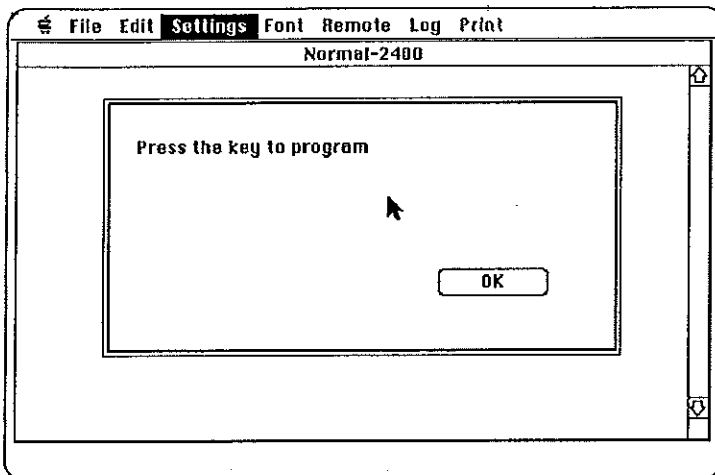 File Edit Settings Font Remote Log Print
Normal-2400
Press the key to program
OK